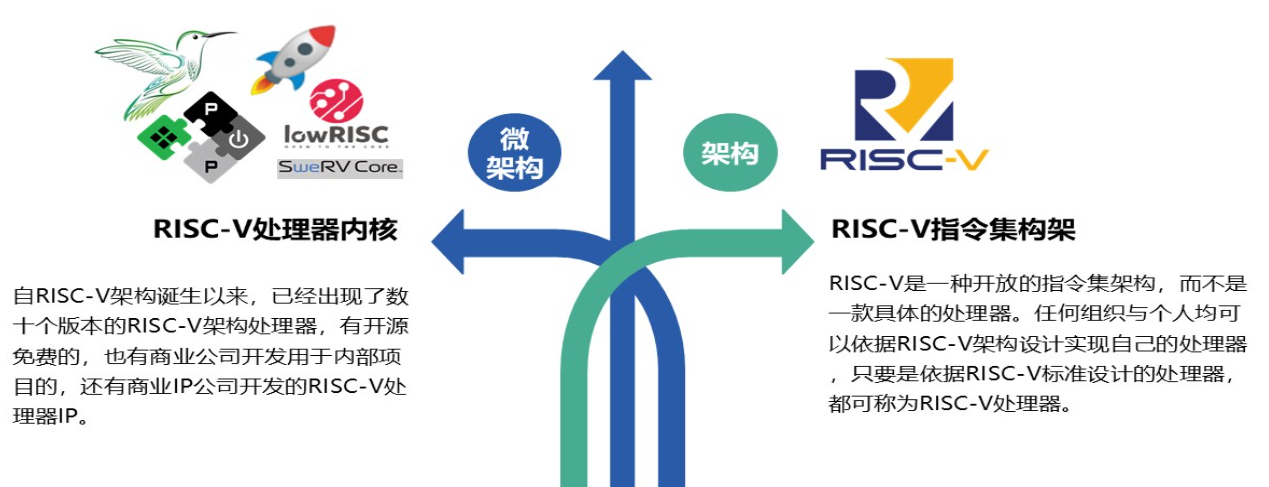 P
P
lowRISC
OPEN TO THE CORE
SweRV Core™
RISC-V处理器内核
自RISC-V架构诞生以来，已经出现了数
十个版本的RISC-V架构处理器，有开源
免费的，也有商业公司开发用于内部项
目的，还有商业IP公司开发的RISC-V处
理器IP。
微
架构
架构
RISC-V
RISC-V指令集构架
RISC-V是一种开放的指令集架构，而不是
一款具体的处理器。任何组织与个人均可
以依据RISC-V架构设计实现自己的处理器
，只要是依据RISC-V标准设计的处理器，
都可称为RISC-V处理器。